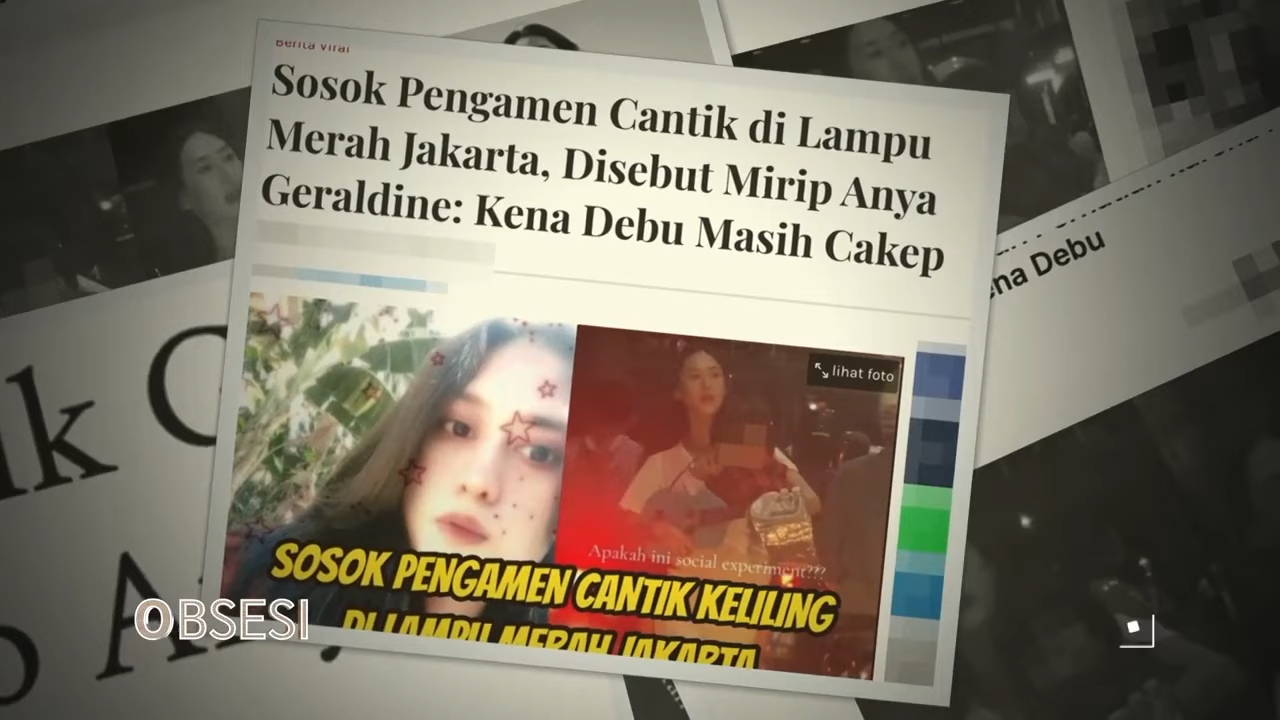 Berita Viral
Sosok Pengamen Cantik di Lampu
Merah Jakarta, Disebut Mirip Anya
Geraldine: Kena Debu Masih Cakep
na Debu
lihat foto
Apakah ini social experiment???
SOSOK PENGAMEN CANTIK KELILING
DI LAMPU MERAH JAKARTA
OBSESI